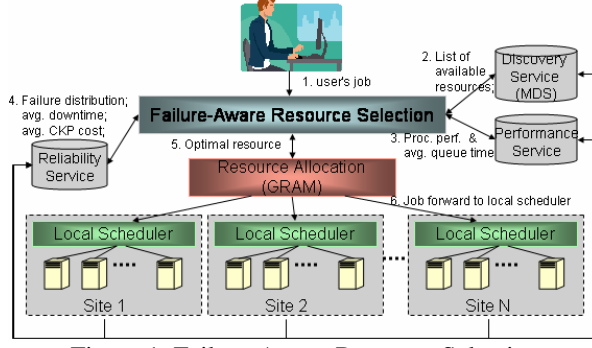 1. user's job
2. List of
available
resources;
Discovery
Service
(MDS)
4. Failure distribution;
avg. downtime;
avg. CKP cost;
Failure-Aware Resource Selection
3. Proc. perf. &
avg. queue time
Performance
Service
Reliability
Service
5. Optimal resource
Resource Allocation
(GRAM)
6. Job forward to local scheduler
Local Scheduler
Local Scheduler
Local Scheduler
Site 1
Site 2
Site N